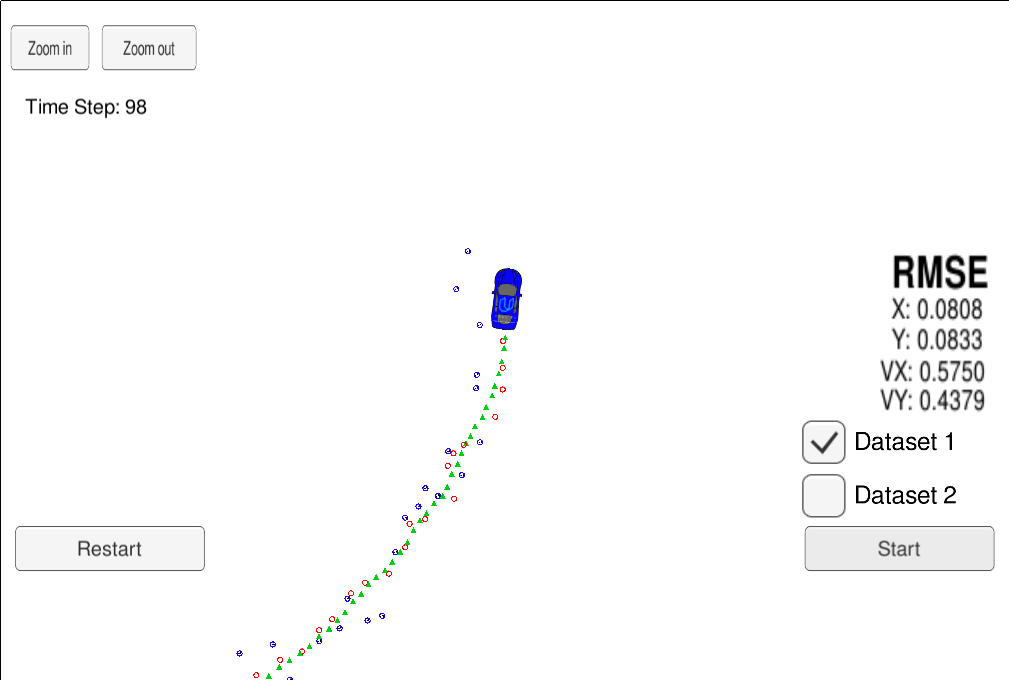 Zoom in
Zoom out
Time Step: 98
RMSE
X: 0.0808
Y: 0.0833
VX: 0.5750
VY: 0.4379
Dataset 1
Dataset 2
Restart
Start